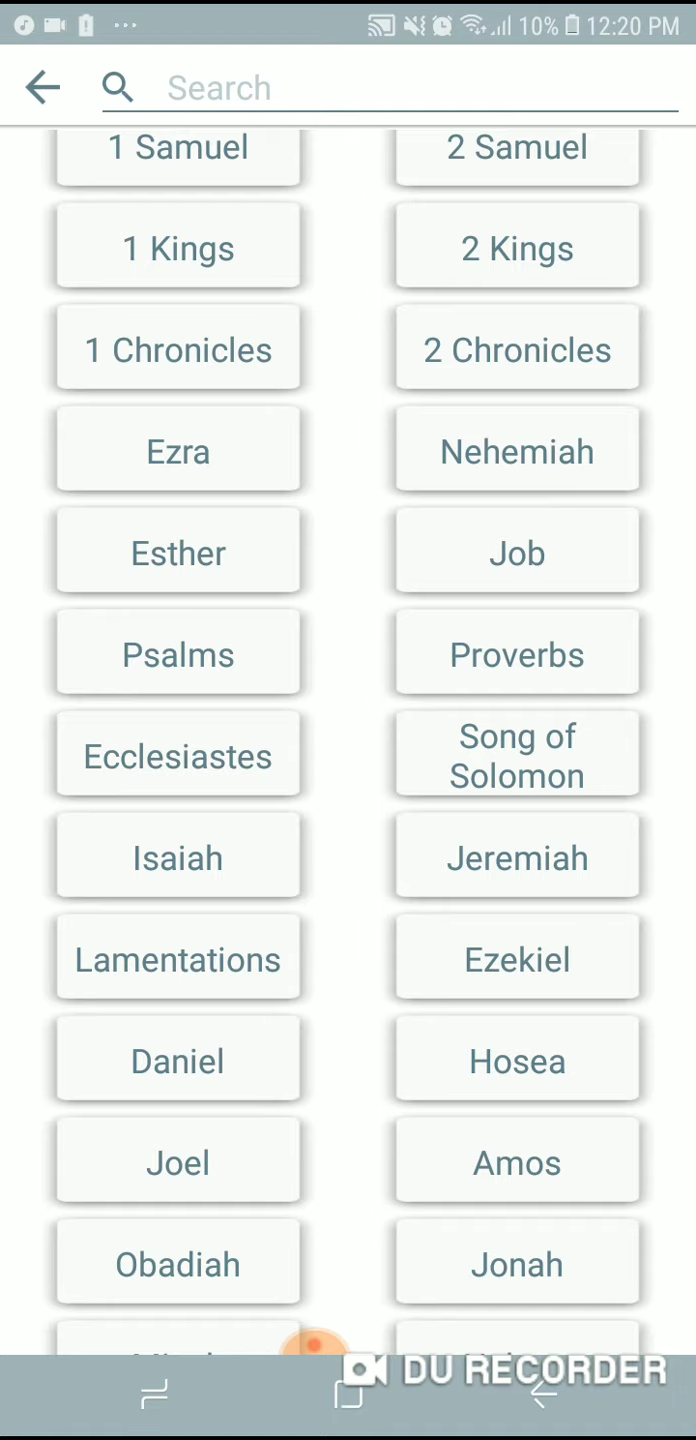 10% 12:20 PM
Search
1 Samuel
2 Samuel
1 Kings
2 Kings
1 Chronicles
2 Chronicles
Ezra
Nehemiah
Esther
Job
Psalms
Proverbs
Ecclesiastes
Song of
Solomon
Isaiah
Jeremiah
Lamentations
Ezekiel
Daniel
Hosea
Joel
Amos
Obadiah
Jonah
DU RECORDER